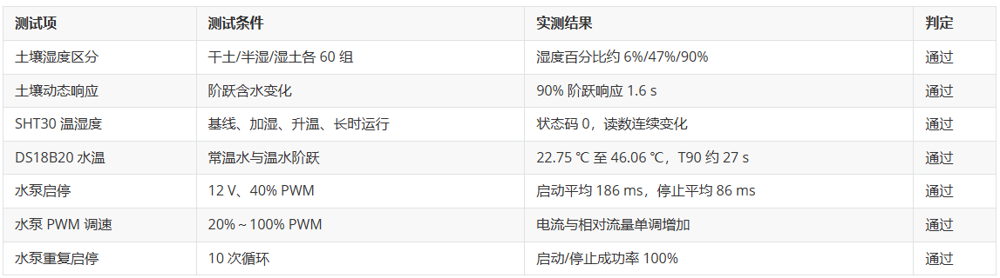 测试项 测试条件 实测结果 判定
土壤湿度区分 干土/半湿/湿土各 60 组 湿度百分比约 6%/47%/90% 通过
土壤动态响应 阶跃含水变化 90% 阶跃响应 1.6 s 通过
SHT30 温湿度 基线、加湿、升温、长时运行 状态码 0，读数连续变化 通过
DS18B20 水温 常温水与温水阶跃 22.75 ℃ 至 46.06 ℃，T90 约 27 s 通过
水泵启停 12 V、40% PWM 启动平均 186 ms，停止平均 86 ms 通过
水泵 PWM 调速 20%～100% PWM 电流与相对流量单调增加 通过
水泵重复启停 10 次循环 启动/停止成功率 100% 通过